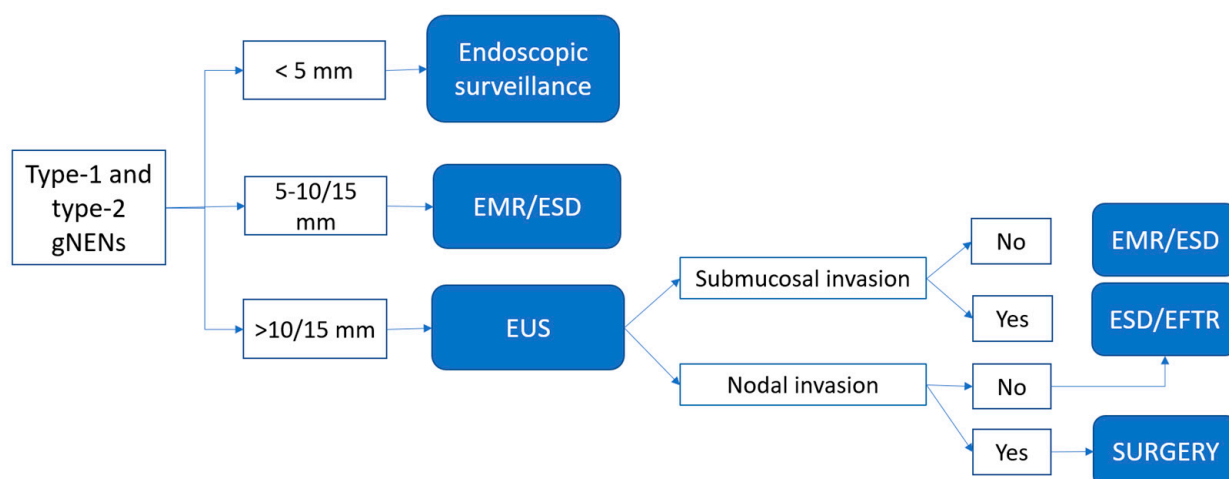 < 5 mm
Endoscopic
surveillance
Type-1 and
type-2
gNENs
5-10/15
mm
EMR/ESD
>10/15 mm
EUS
Submucosal invasion
No
EMR/ESD
Yes
ESD/EFTR
Nodal invasion
No
Yes
SURGERY